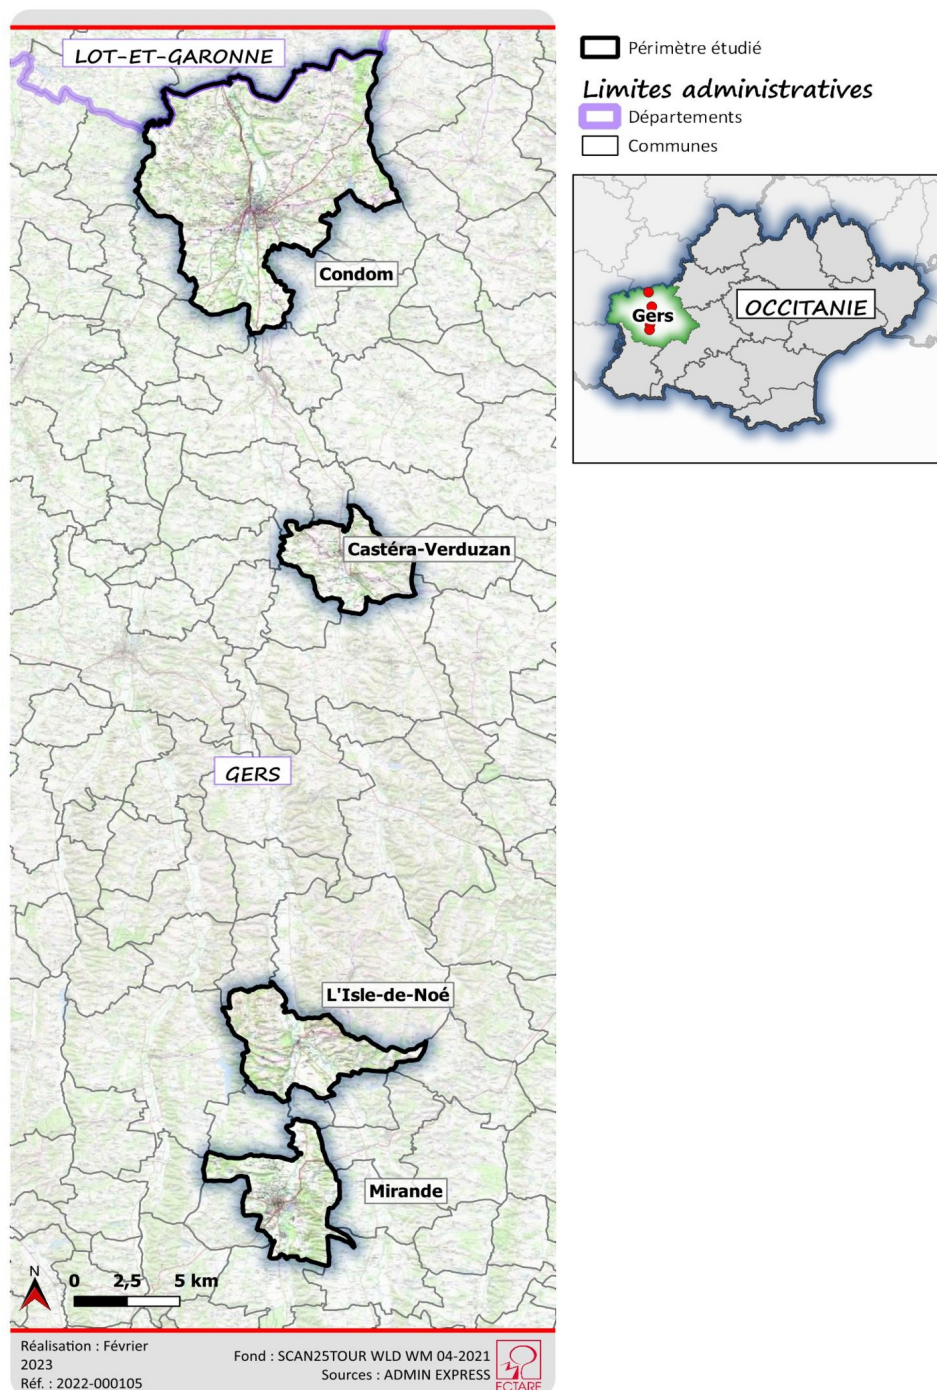 LOT-ET-GARONNE
Condom
Castéra-Verduzan
GERS
L'Isle-de-Noé
Mirande
N
0 2,5 5 km
Réalisation : Février
2023
Réf. : 2022-000105
Fond : SCAN25TOUR WLD WM 04-2021
Sources : ADMIN EXPRESS
ECTARE
Périmètre étudié
Limites administratives
Départements
Communes
OCCITANIE
Gers